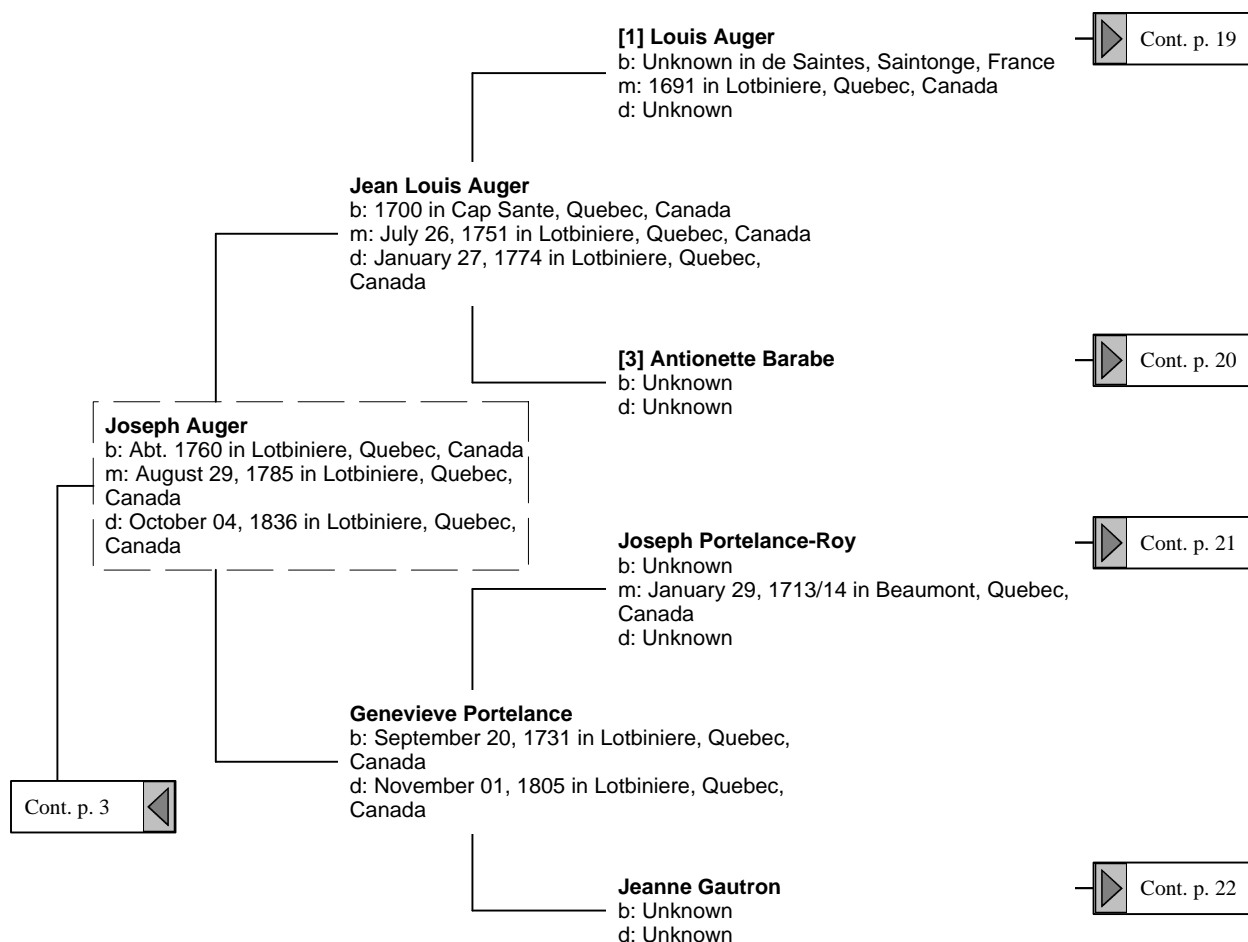 [1] Louis Auger
b: Unknown in de Saintes, Saintonge, France
m: 1691 in Lotbiniere, Quebec, Canada
d: Unknown
Cont. p. 19
Jean Louis Auger
b: 1700 in Cap Sante, Quebec, Canada
m: July 26, 1751 in Lotbiniere, Quebec, Canada
d: January 27, 1774 in Lotbiniere, Quebec,
Canada
[3] Antionette Barabe
b: Unknown
d: Unknown
Cont. p. 20
Joseph Auger
b: Abt. 1760 in Lotbiniere, Quebec, Canada
m: August 29, 1785 in Lotbiniere, Quebec,
Canada
d: October 04, 1836 in Lotbiniere, Quebec,
Canada
Joseph Portelance-Roy
b: Unknown
m: January 29, 1713/14 in Beaumont, Quebec,
Canada
d: Unknown
Cont. p. 21
Genevieve Portelance
b: September 20, 1731 in Lotbiniere, Quebec,
Canada
d: November 01, 1805 in Lotbiniere, Quebec,
Canada
Cont. p. 3
Jeanne Gautron
b: Unknown
d: Unknown
Cont. p. 22